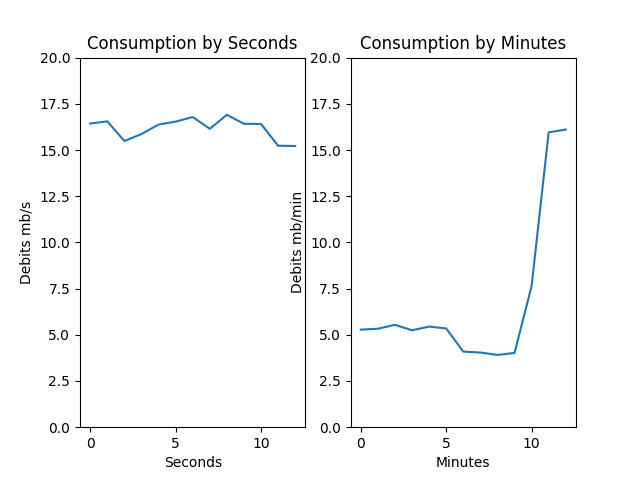 Consumption by Seconds
20.0
17.5
15.0
12.5
10.0
7.5
5.0
2.5
0.0
Debits mb/s
0 5 10
Seconds
Consumption by Minutes
20.0
17.5
15.0
12.5
10.0
7.5
5.0
2.5
0.0
Debits mb/min
0 5 10
Minutes